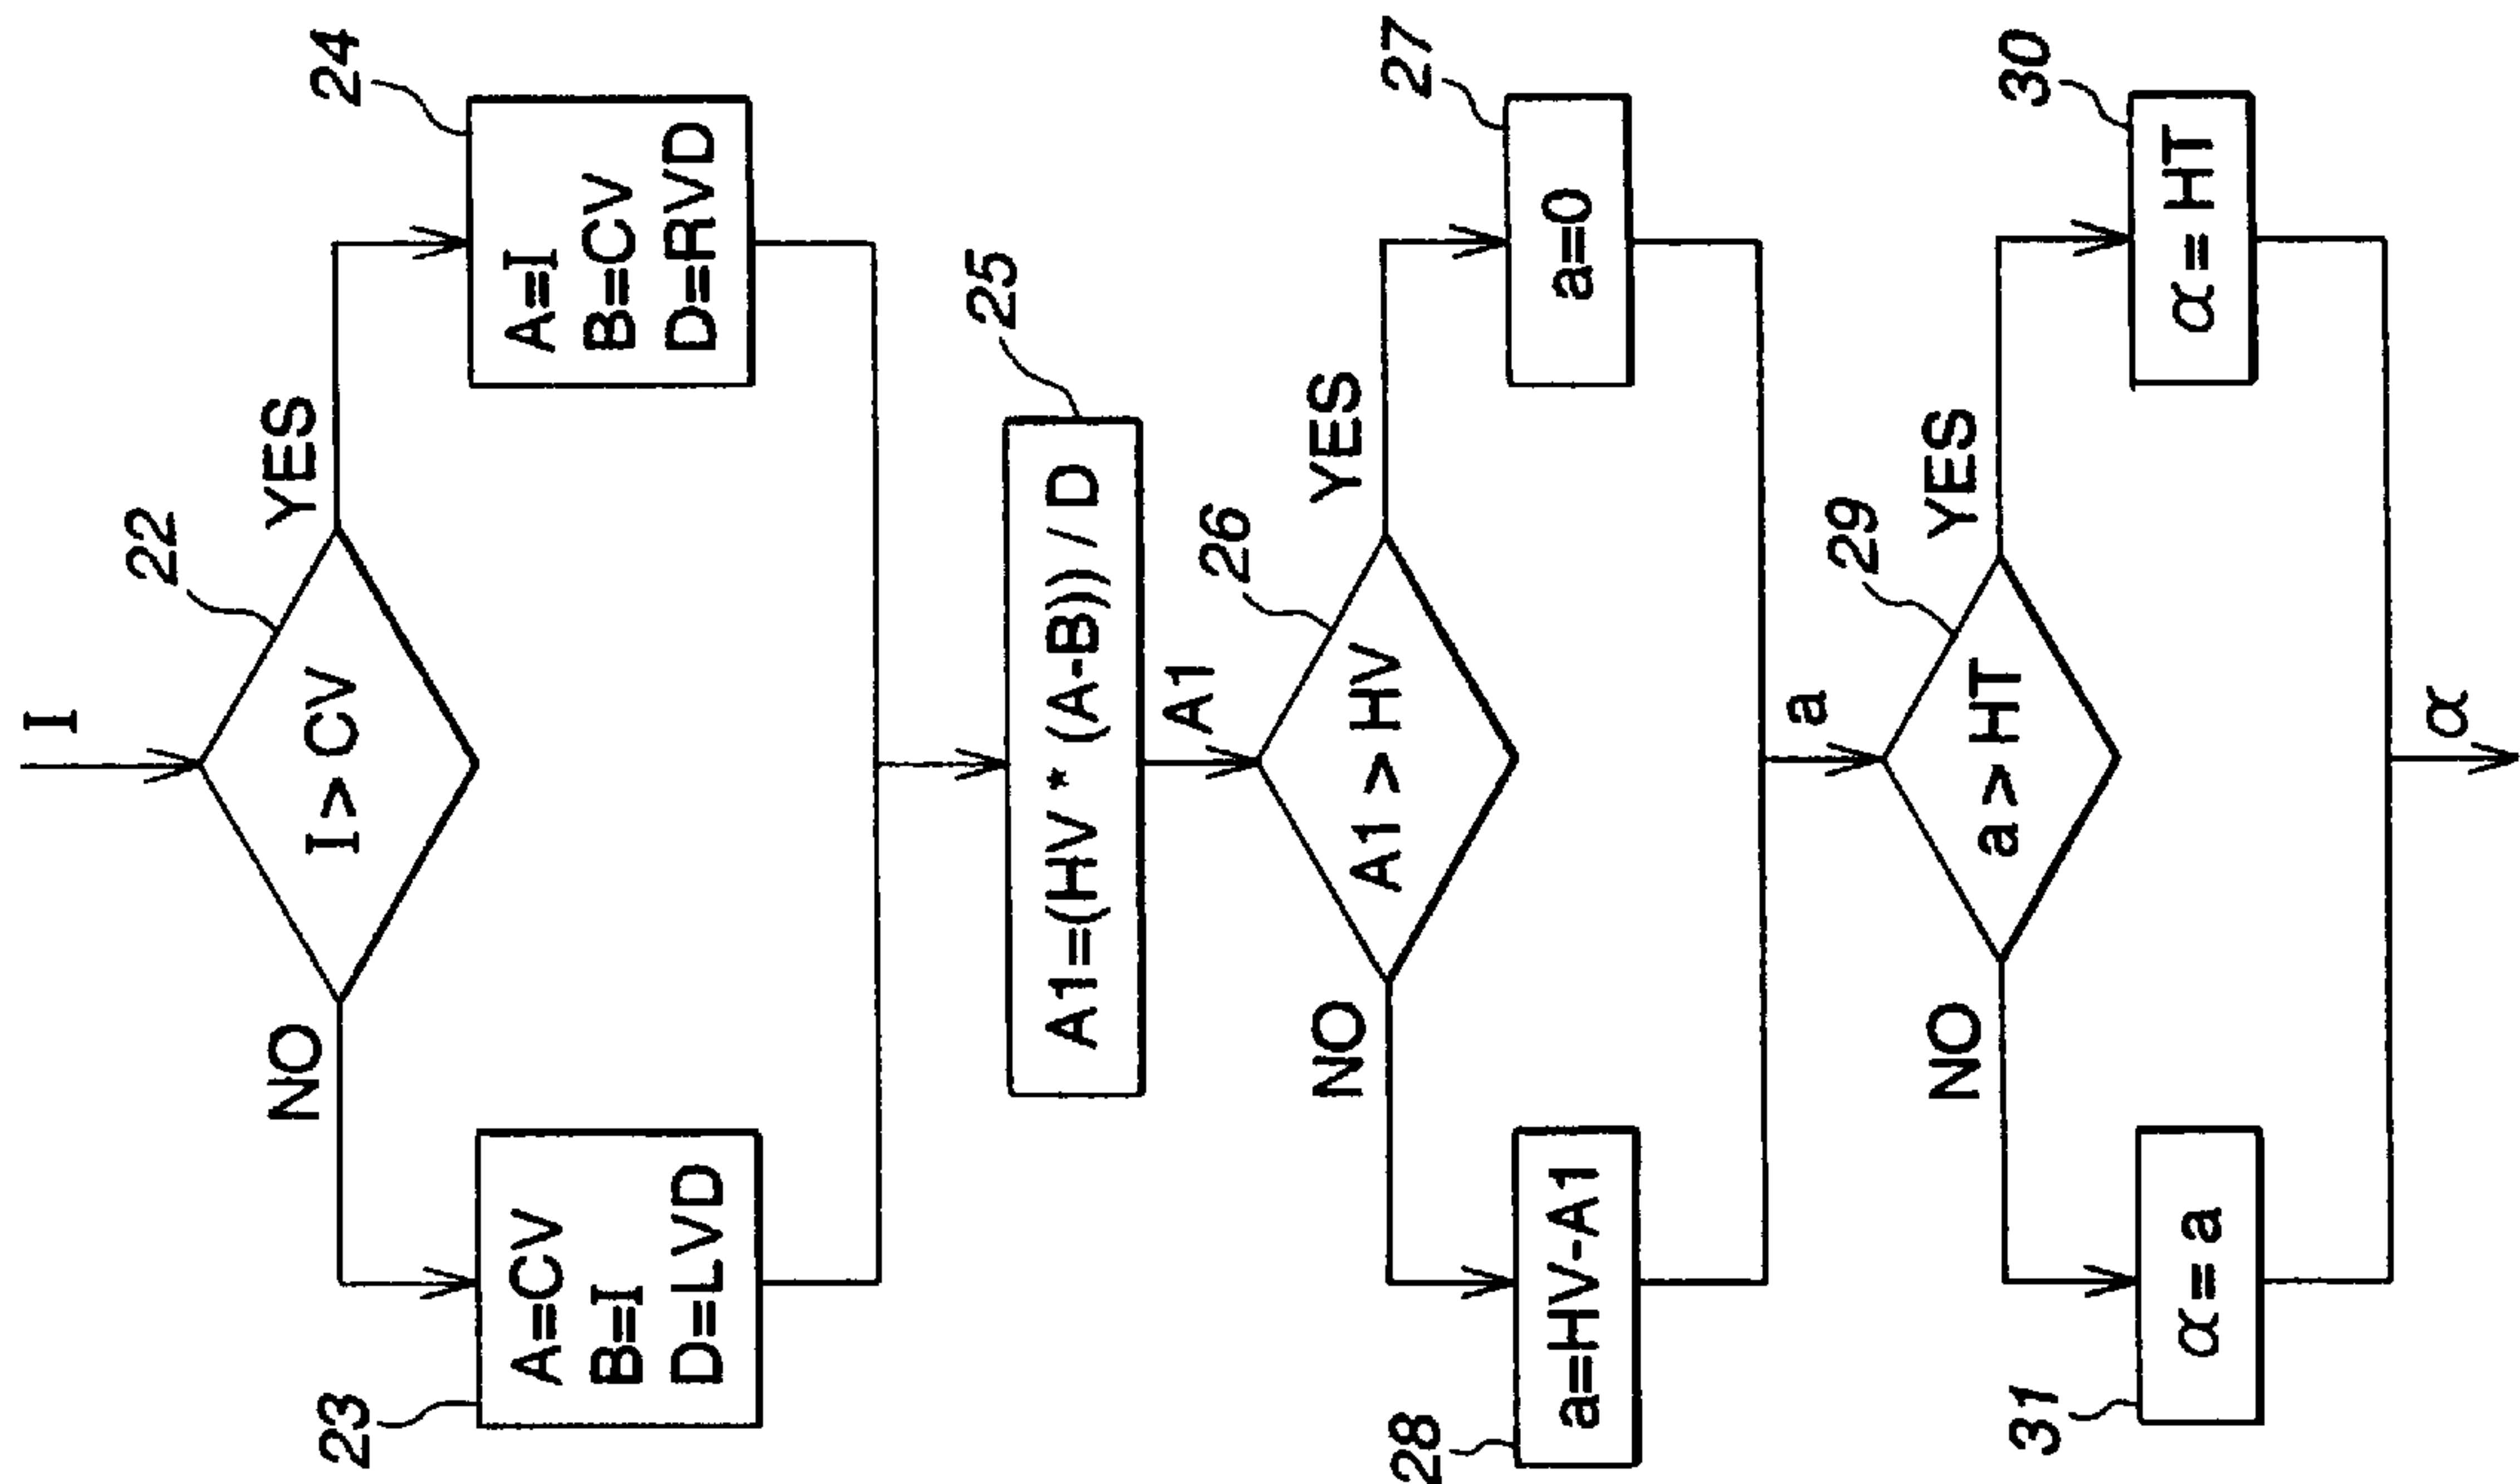 I
22
I > CV
NO
YES
23
A=CV
B=I
D=LVD
24
A=I
B=CV
D=RVD
25
A1=(HV * (A-B)) / D
A1
26
A1 > HV
NO
YES
28
a=HV-A1
27
a=0
a
29
a > HT
NO
YES
31
α = a
30
α = HT
α